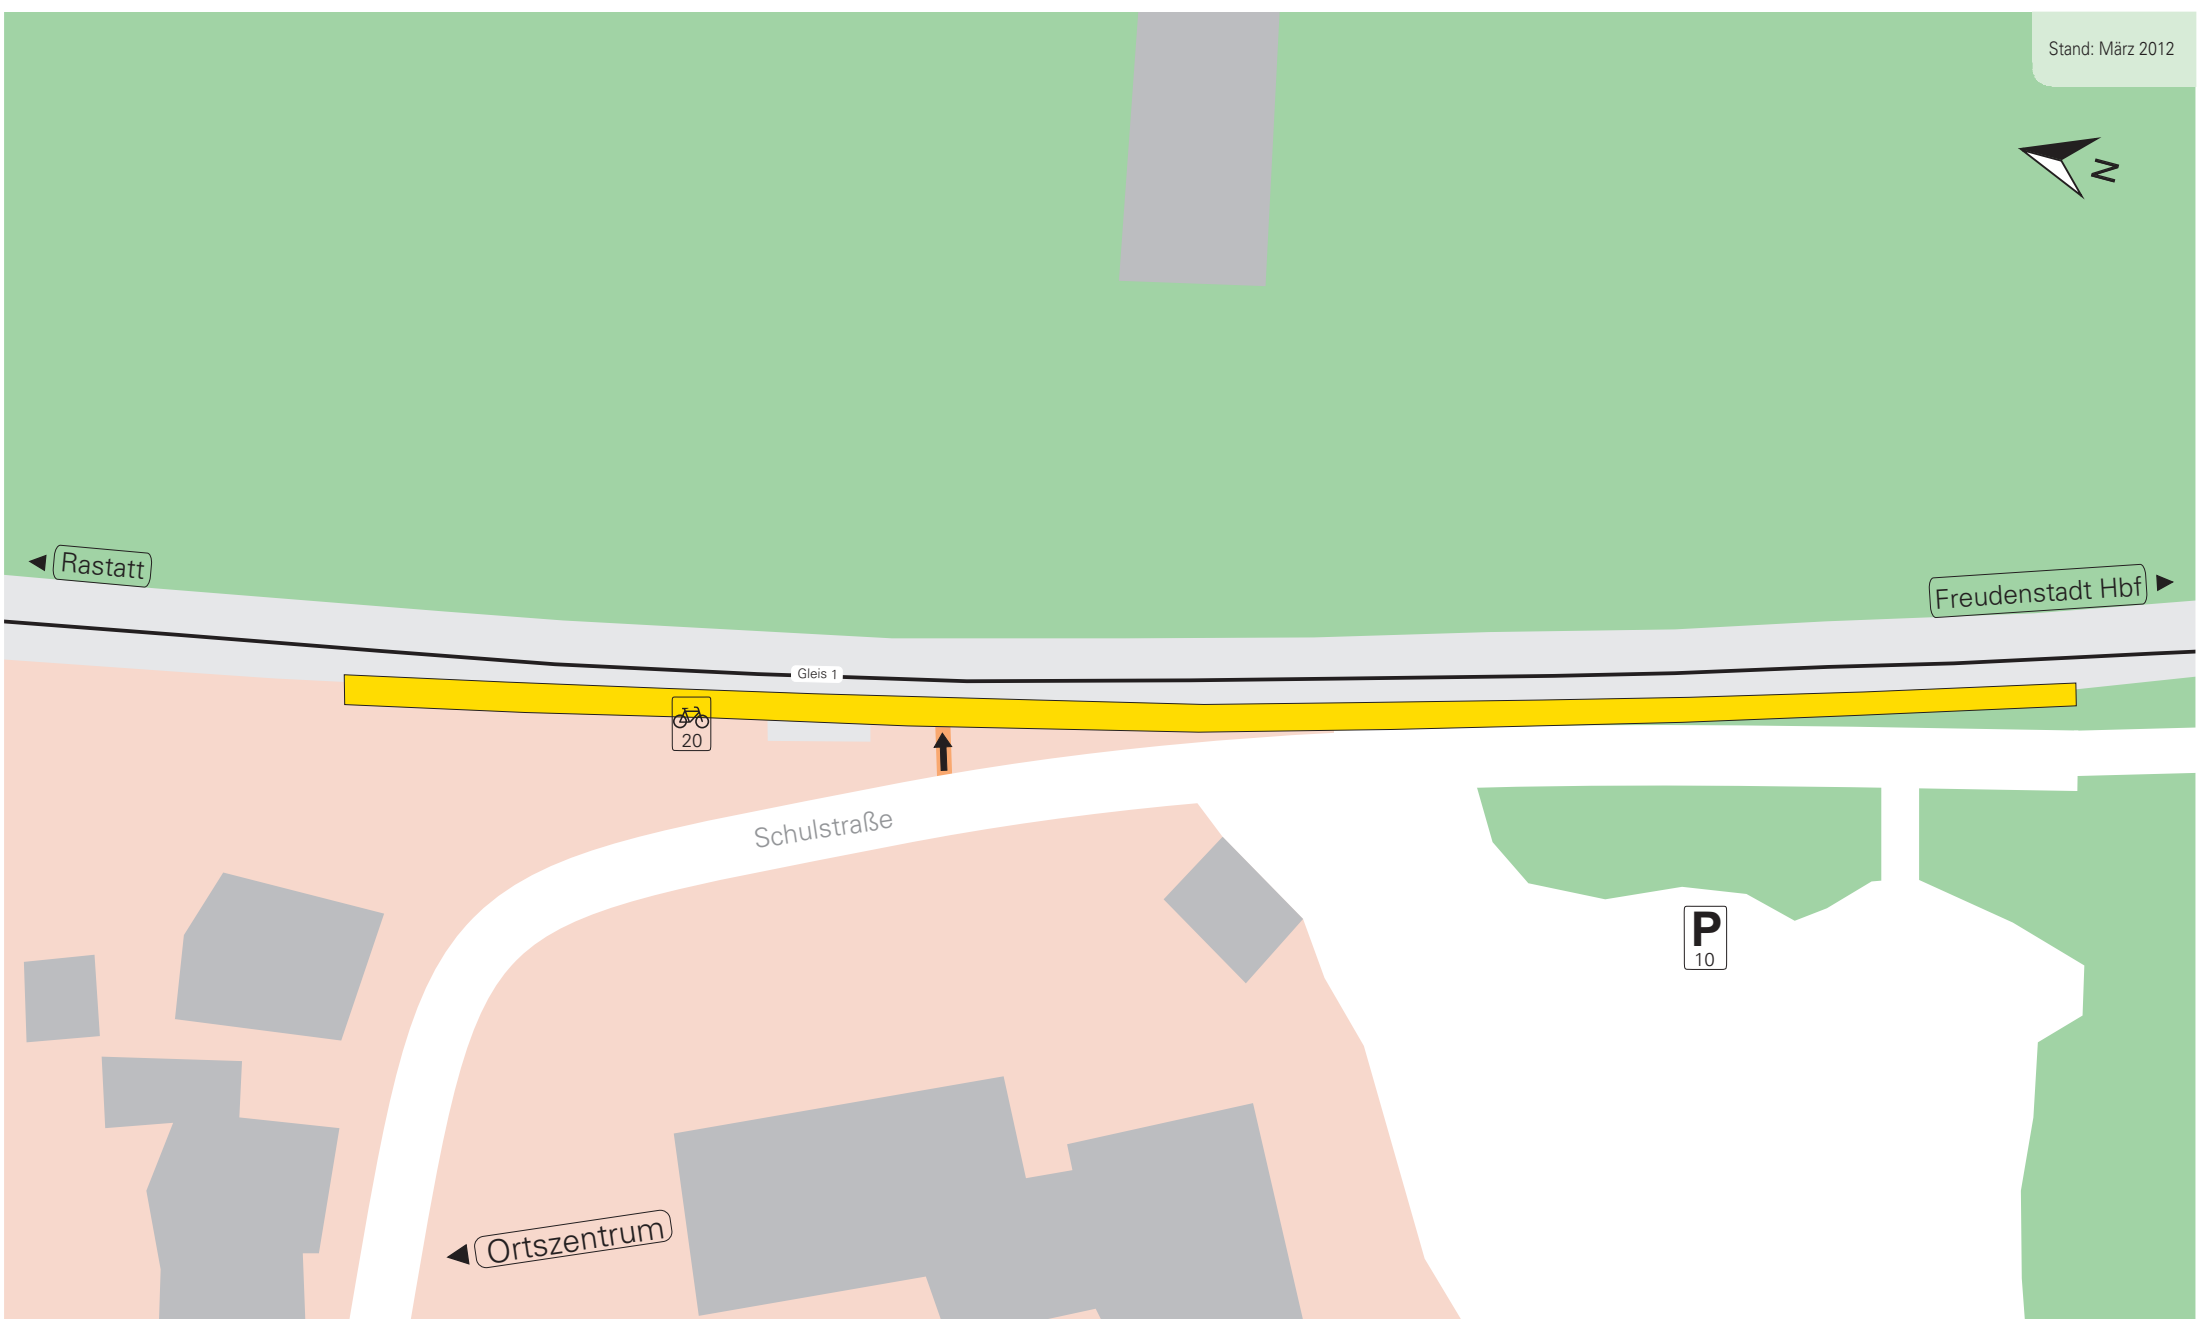 Stand: März 2012
N
Rastatt
Freudenstadt Hbf
Gleis 1
20
Schulstraße
P
10
Ortszentrum